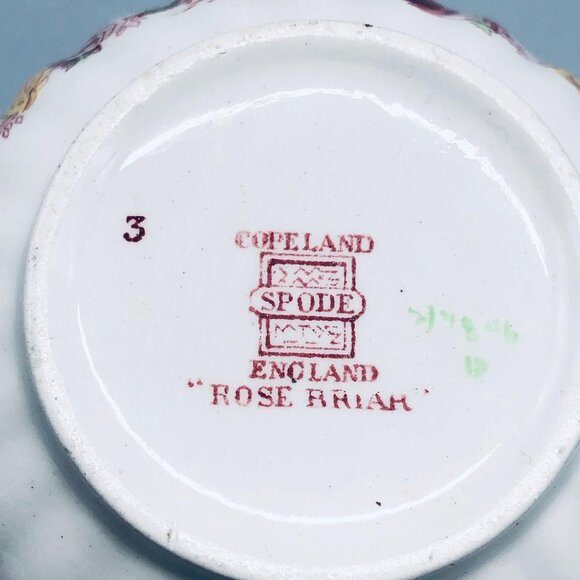 3
COPELAND
SPODE
ENGLAND
"ROSE BRIAR"